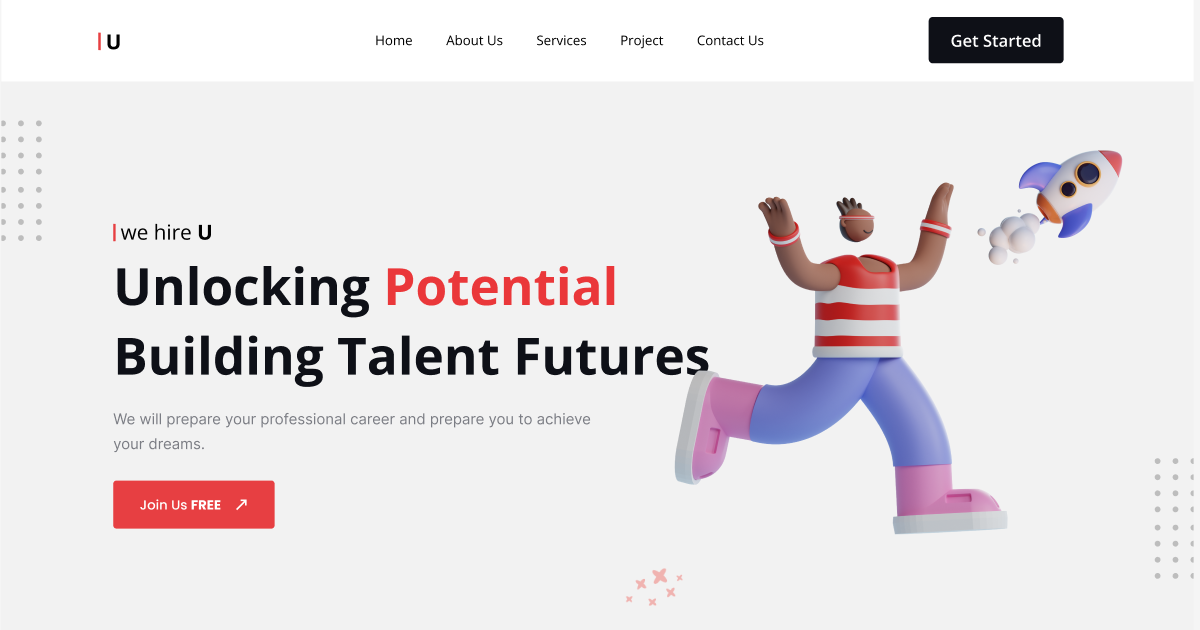 U
Home About Us Services Project Contact Us Get Started
we hire U
Unlocking Potential
Building Talent Futures
We will prepare your professional career and prepare you to achieve
your dreams.
Join Us FREE